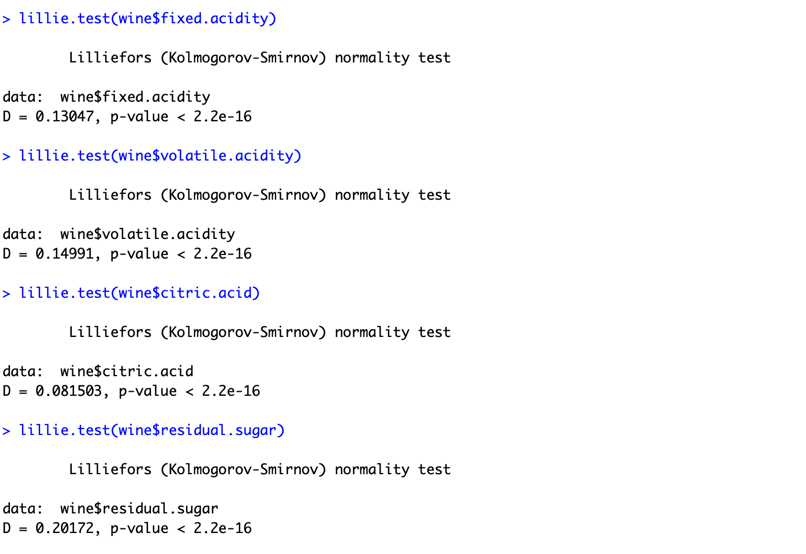 > lillie.test(wine$fixed.acidity)
Lilliefors (Kolmogorov-Smirnov) normality test
data:  wine$fixed.acidity
D = 0.13047, p-value < 2.2e-16
> lillie.test(wine$volatile.acidity)
Lilliefors (Kolmogorov-Smirnov) normality test
data:  wine$volatile.acidity
D = 0.14991, p-value < 2.2e-16
> lillie.test(wine$citric.acid)
Lilliefors (Kolmogorov-Smirnov) normality test
data:  wine$citric.acid
D = 0.081503, p-value < 2.2e-16
> lillie.test(wine$residual.sugar)
Lilliefors (Kolmogorov-Smirnov) normality test
data:  wine$residual.sugar
D = 0.20172, p-value < 2.2e-16